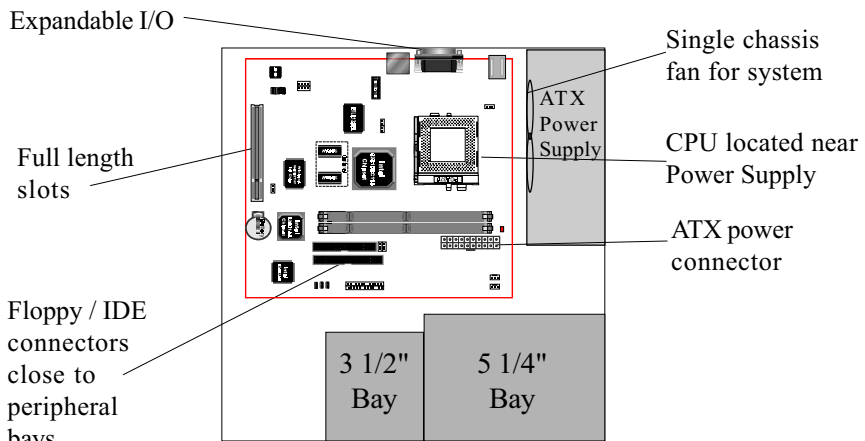 Expandable I/O
Single chassis
fan for system
ATX
Power
Supply
CPU located near
Power Supply
Full length
slots
ATX power
connector
Floppy / IDE
connectors
close to
peripheral
bays
3 1/2"
Bay
5 1/4"
Bay